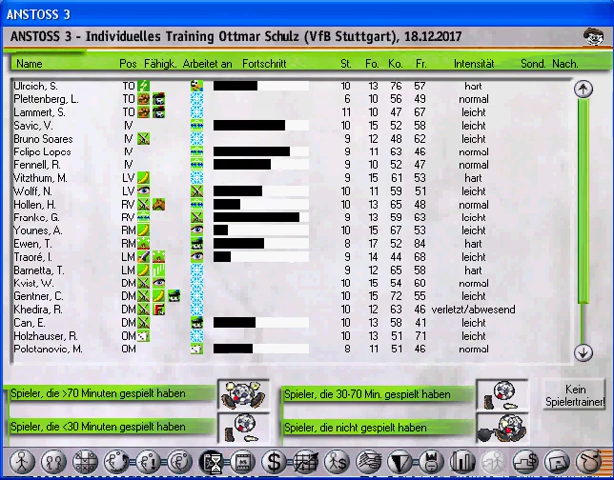 ANSTOSS 3
ANSTOSS 3 - Individuelles Training Ottmar Schulz (VfB Stuttgart), 18.12.2017
Name Pos Fähigk. Arbeitet an Fortschritt St. Fo. Ko. Fr. Intensität Sond. Nach.
Ulreich, S. TO 10 13 76 57 hart
Plettenberg, L. TO 6 10 56 49 normal
Lammert, S. TO 11 10 47 67 leicht
Savic, V. IV 10 15 52 58 leicht
Bruno Soares IV 9 12 48 62 leicht
Felipe Lopes IV 9 11 63 46 normal
Fennell, R. IV 9 10 52 47 normal
Vitzthum, M. LV 9 15 61 53 hart
Wolff, N. LV 10 11 59 51 leicht
Hollen, H. RV 10 13 65 48 normal
Franke, G. RV 9 13 59 63 leicht
Younes, A. RM 10 15 67 53 leicht
Ewen, T. RM 8 17 52 84 hart
Traoré, I. LM 9 14 44 68 leicht
Barnetta, T. LM 9 12 65 58 hart
Kvist, W. DM 10 15 54 60 normal
Gentner, C. DM 10 15 72 55 leicht
Khedira, R. DM 10 12 63 46 verletzt/abwesend
Can, E. DM 10 13 58 41 leicht
Holzhauser, R. OM 10 13 51 71 leicht
OM 8 11 51 46 normal
Spieler, die >70 Minuten gespielt haben
Spieler, die 30-70 Min. gespielt haben
Kein
Spielertrainer!
Spieler, die <30 Minuten gespielt haben
Spieler, die nicht gespielt haben